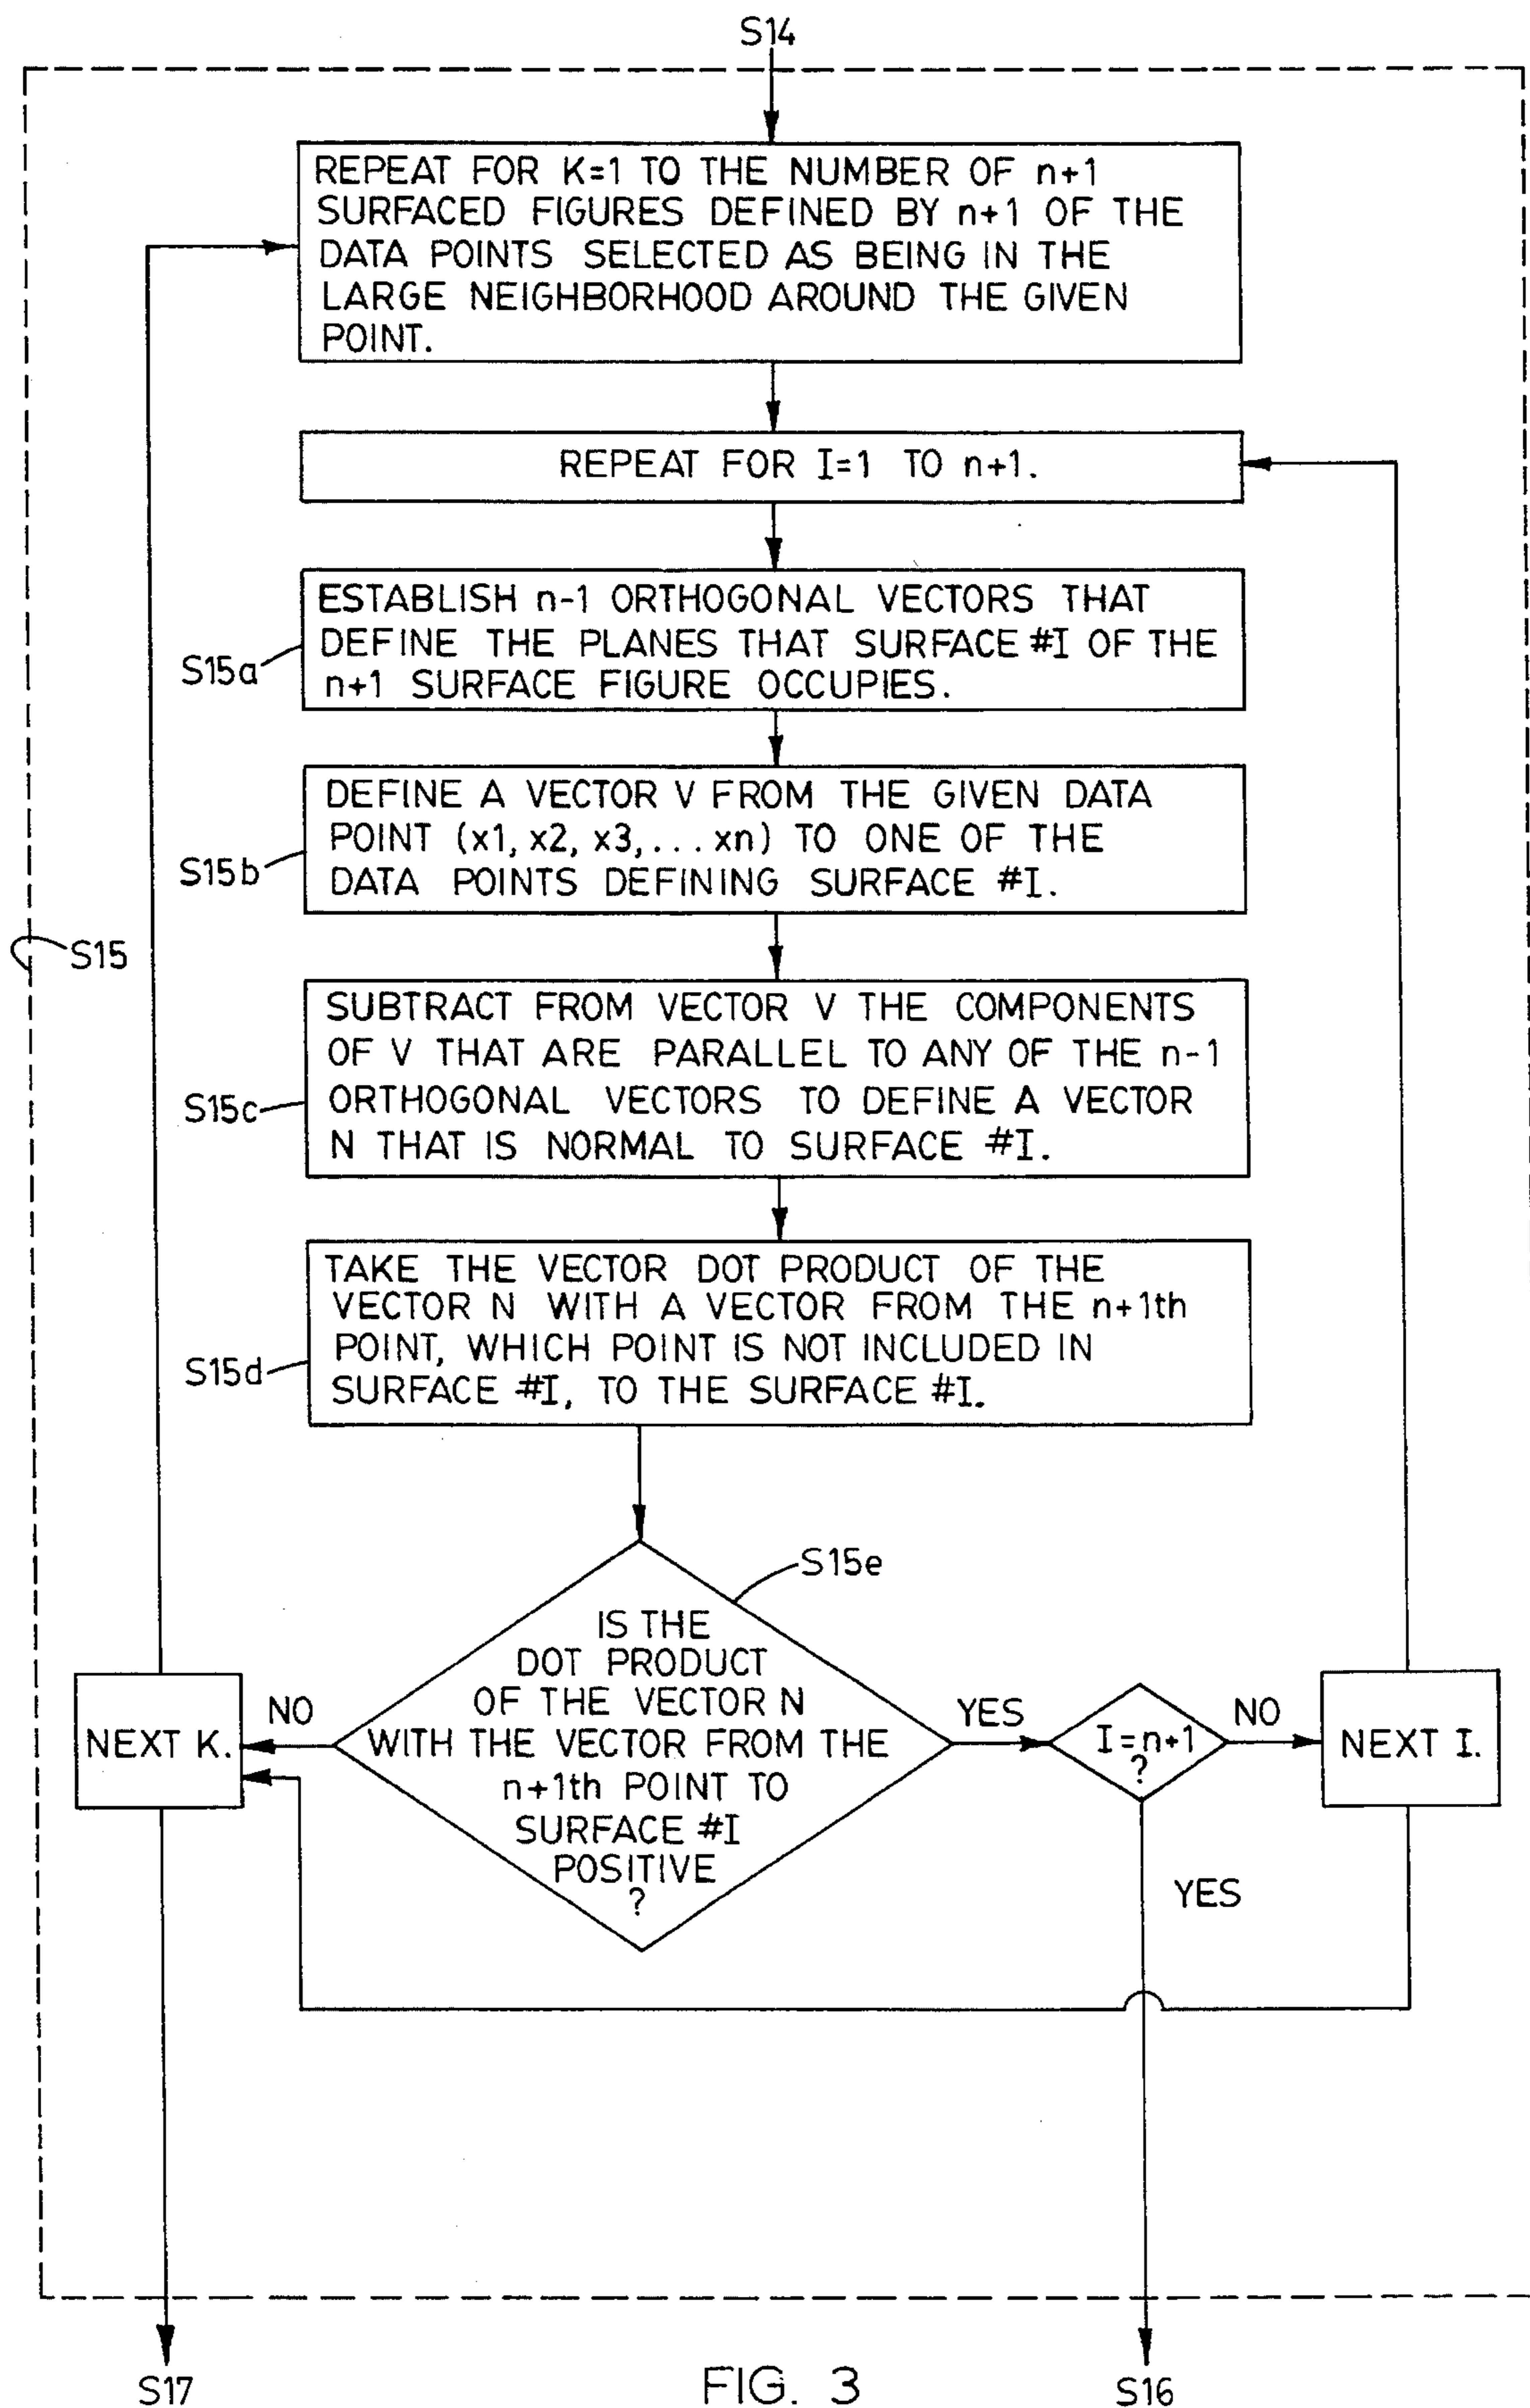 S14
REPEAT FOR K=1 TO THE NUMBER OF n+1
SURFACED FIGURES DEFINED BY n+1 OF THE
DATA POINTS SELECTED AS BEING IN THE
LARGE NEIGHBORHOOD AROUND THE GIVEN
POINT.
REPEAT FOR I=1 TO n+1.
ESTABLISH n-1 ORTHOGONAL VECTORS THAT
DEFINE THE PLANES THAT SURFACE #I OF THE
n+1 SURFACE FIGURE OCCUPIES.
S15a
DEFINE A VECTOR V FROM THE GIVEN DATA
POINT (x1, x2, x3,... xn) TO ONE OF THE
DATA POINTS DEFINING SURFACE #I.
S15b
S15
SUBTRACT FROM VECTOR V THE COMPONENTS
OF V THAT ARE PARALLEL TO ANY OF THE n-1
ORTHOGONAL VECTORS TO DEFINE A VECTOR
N THAT IS NORMAL TO SURFACE #I.
S15c
TAKE THE VECTOR DOT PRODUCT OF THE
VECTOR N WITH A VECTOR FROM THE n+1th
POINT, WHICH POINT IS NOT INCLUDED IN
SURFACE #I, TO THE SURFACE #I.
S15d
S15e
IS THE
DOT PRODUCT
OF THE VECTOR N
WITH THE VECTOR FROM THE
n+1th POINT TO
SURFACE #I
POSITIVE
?
NO
NEXT K.
YES
I=n+1
?
NO
NEXT I.
YES
S17
FIG. 3
S16